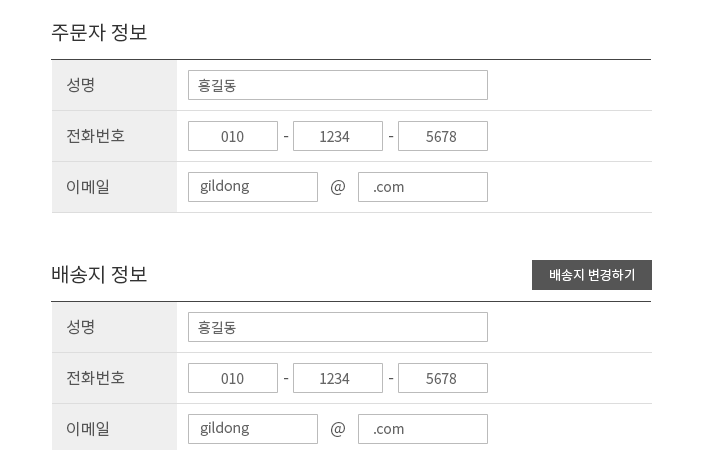 주문자 정보
성명 홍길동
전화번호 010 - 1234 - 5678
이메일 gildong @ .com
배송지 정보 배송지 변경하기
성명 홍길동
전화번호 010 - 1234 - 5678
이메일 gildong @ .com